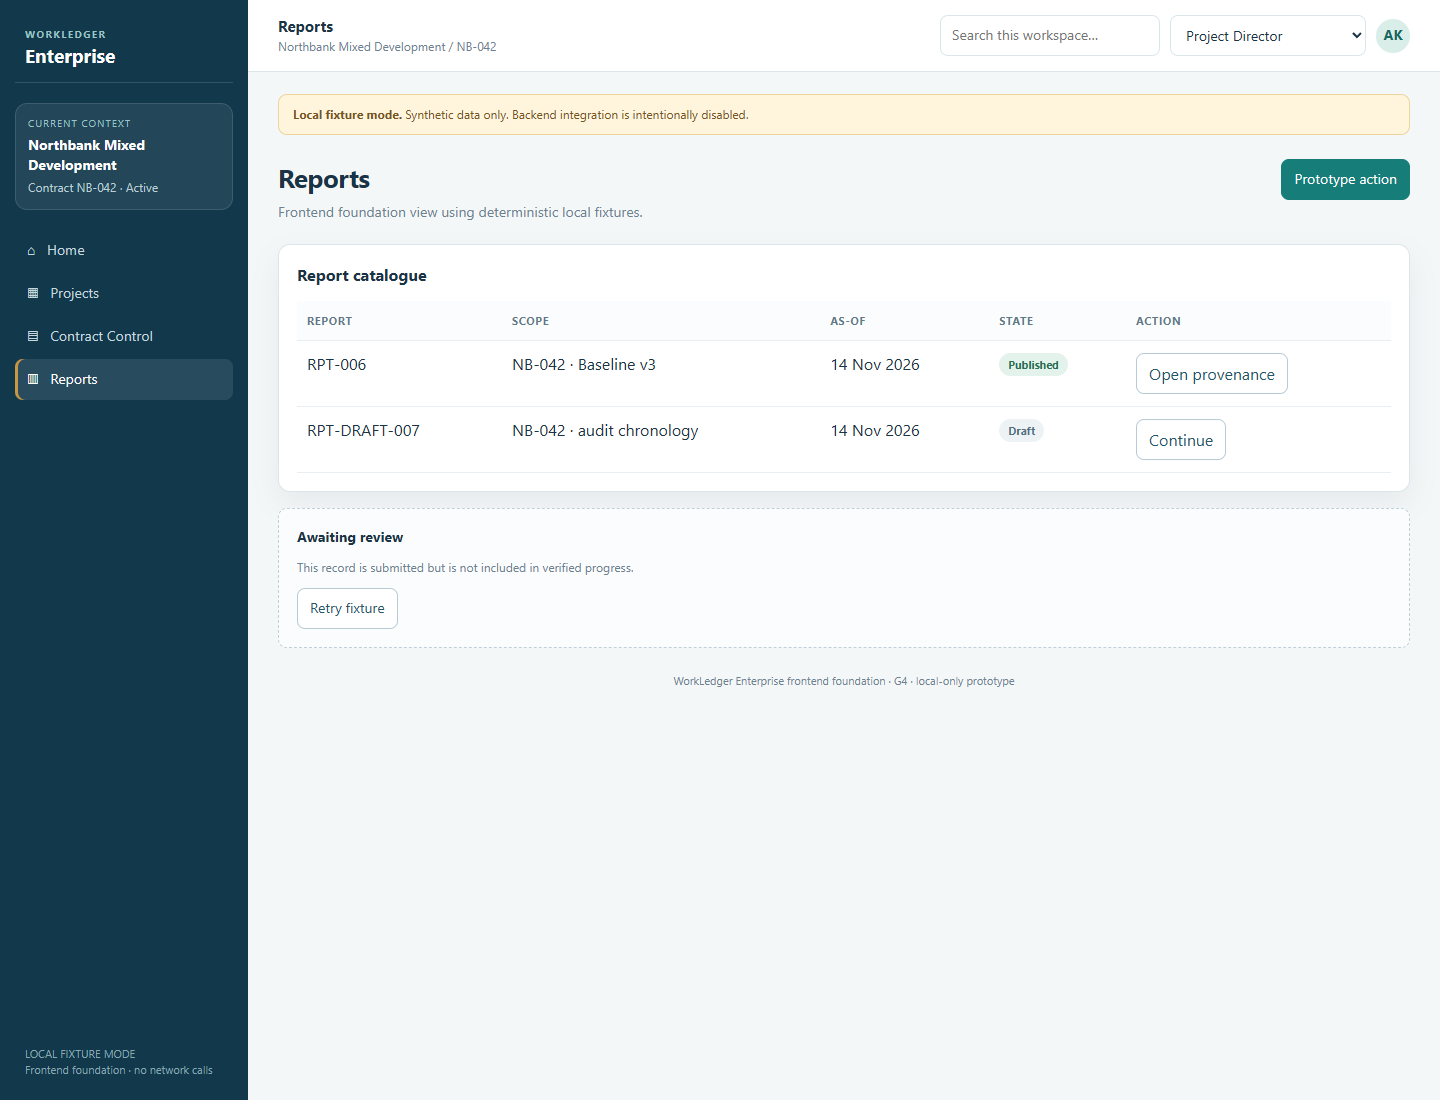 WORKLEDGER
Enterprise
CURRENT CONTEXT
Northbank Mixed
Development
Contract NB-042 · Active
Home
Projects
Contract Control
Reports
LOCAL FIXTURE MODE
Frontend foundation · no network calls
Reports
Northbank Mixed Development / NB-042
Search this workspace...
Project Director
AK
Local fixture mode. Synthetic data only. Backend integration is intentionally disabled.
Reports
Prototype action
Frontend foundation view using deterministic local fixtures.
Report catalogue
REPORT SCOPE AS-OF STATE ACTION
RPT-006 NB-042 · Baseline v3 14 Nov 2026 Published Open provenance
RPT-DRAFT-007 NB-042 · audit chronology 14 Nov 2026 Draft Continue
Awaiting review
This record is submitted but is not included in verified progress.
Retry fixture
WorkLedger Enterprise frontend foundation · G4 · local-only prototype